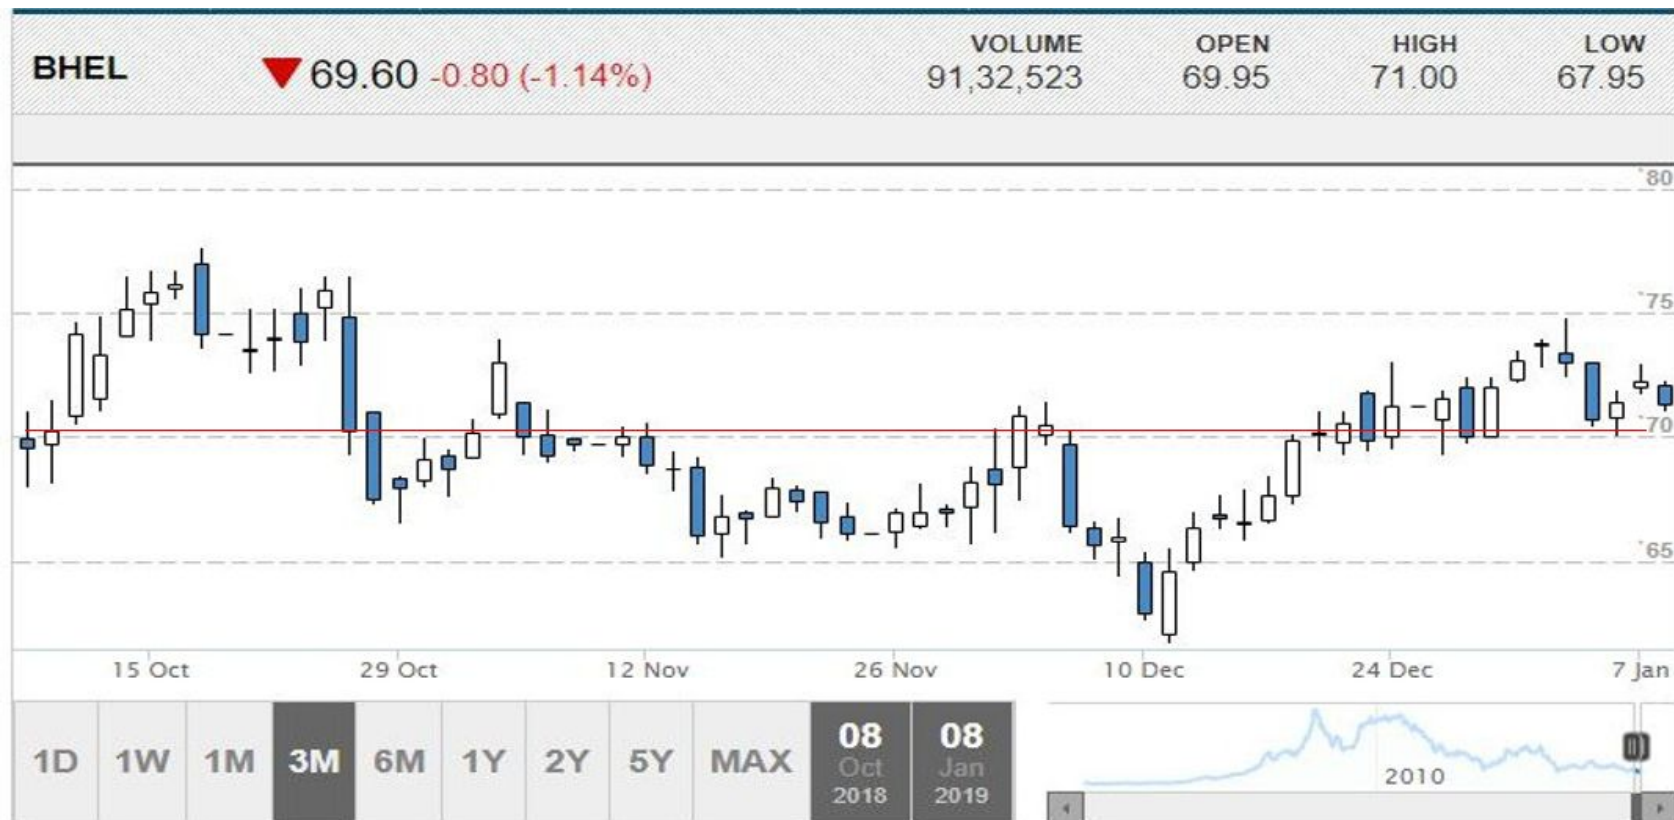 VOLUME OPEN HIGH LOW
BHEL ▼ 69.60 -0.80 (-1.14%) 91,32,523 69.95 71.00 67.95
80
75
70
65
15 Oct 29 Oct 12 Nov 26 Nov 10 Dec 24 Dec 7 Jan
1D 1W 1M 3M 6M 1Y 2Y 5Y MAX
08 08
Oct Jan
2018 2019
2010